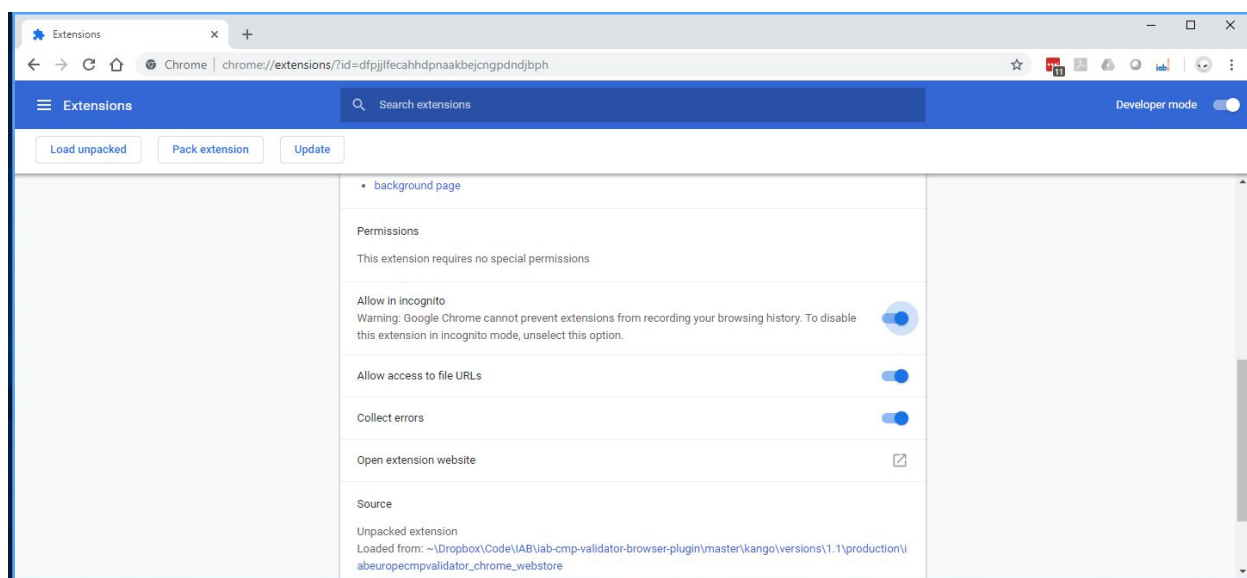 Extensions
Chrome | chrome://extensions/?id=dfpjjlfecahhdpnaakbejcngpdndjbph
11
iab
Extensions
Search extensions
Developer mode
Load unpacked
Pack extension
Update
• background page
Permissions
This extension requires no special permissions
Allow in incognito
Warning: Google Chrome cannot prevent extensions from recording your browsing history. To disable
this extension in incognito mode, unselect this option.
Allow access to file URLs
Collect errors
Open extension website
Source
Unpacked extension
Loaded from: ~\Dropbox\Code\IAB\iab-cmp-validator-browser-plugin\master\kango\versions\1.1\production\i
abeuropecmpvalidator_chrome_webstore